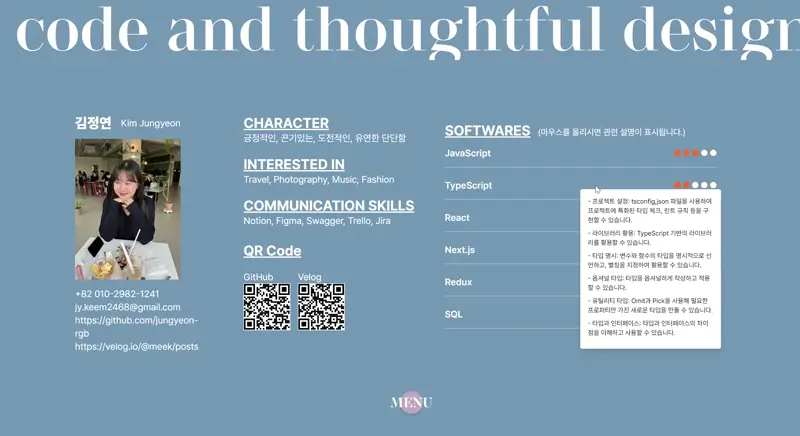 code and thoughtful design
김정연 Kim Jungyeon
+82 010-2982-1241
jy.keem2468@gmail.com
https://github.com/jungyeon-
rgb
https://velog.io/@meek/posts
CHARACTER
긍정적인, 끈기있는, 도전적인, 유연한 단단함
INTERESTED IN
Travel, Photography, Music, Fashion
COMMUNICATION SKILLS
Notion, Figma, Swagger, Trello, Jira
QR Code
GitHub Velog
SOFTWARES (마우스를 올리시면 관련 설명이 표시됩니다.)
JavaScript
TypeScript
React
Next.js
Redux
SQL
- 프로젝트 설정: tsconfig.json 파일을 사용하여
프로젝트에 특화된 타입 체크, 린트 규칙 등을 구
현할 수 있습니다.
- 라이브러리 활용: TypeScript 기반의 라이브러
리를 활용할 수 있습니다.
- 타입 명시: 변수와 함수의 타입을 명시적으로 선
언하고, 별칭을 지정하여 활용할 수 있습니다.
- 옵셔널 타입: 타입을 옵셔널하게 작성하고 적용
할 수 있습니다.
- 유틸리티 타입: Omit과 Pick을 사용해 필요한
프로퍼티만 가진 새로운 타입을 만들 수 있습니다.
- 타입과 인터페이스: 타입과 인터페이스의 차이
점을 이해하고 사용할 수 있습니다.
MENU